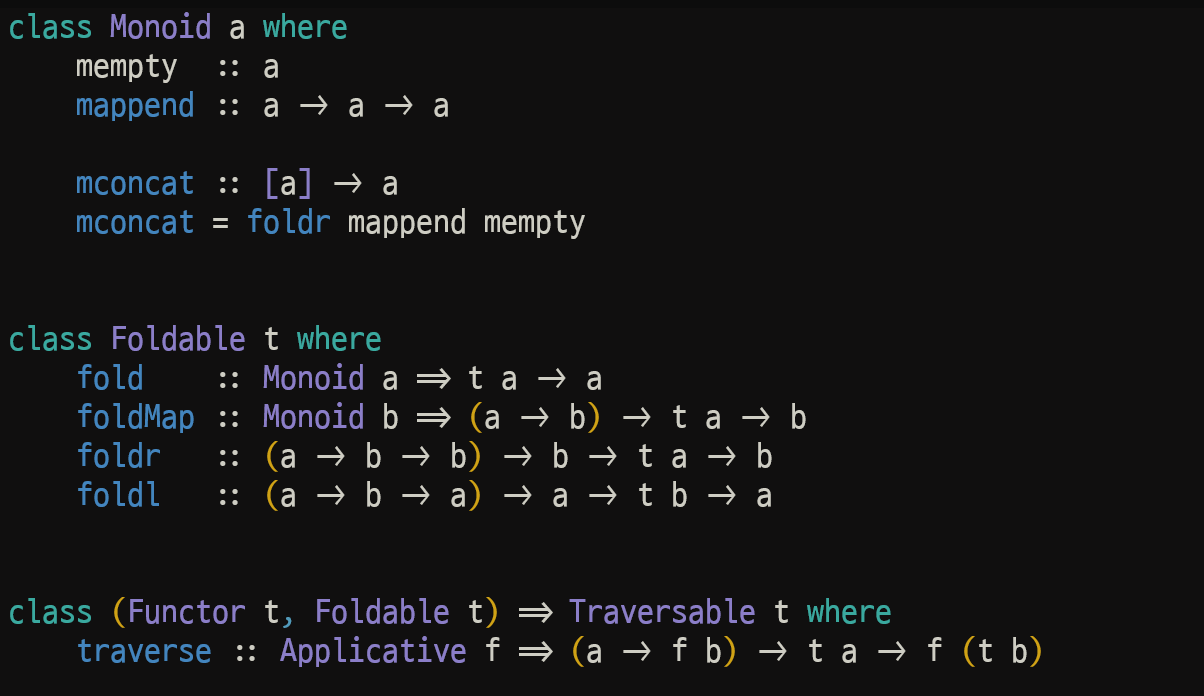 class Monoid a where
    mempty  :: a
    mappend :: a → a → a
    mconcat :: [a] → a
    mconcat = foldr mappend mempty
class Foldable t where
    fold    :: Monoid a ⇒ t a → a
    foldMap :: Monoid b ⇒ (a → b) → t a → b
    foldr   :: (a → b → b) → b → t a → b
    foldl   :: (a → b → a) → a → t b → a
class (Functor t, Foldable t) ⇒ Traversable t where
    traverse :: Applicative f ⇒ (a → f b) → t a → f (t b)